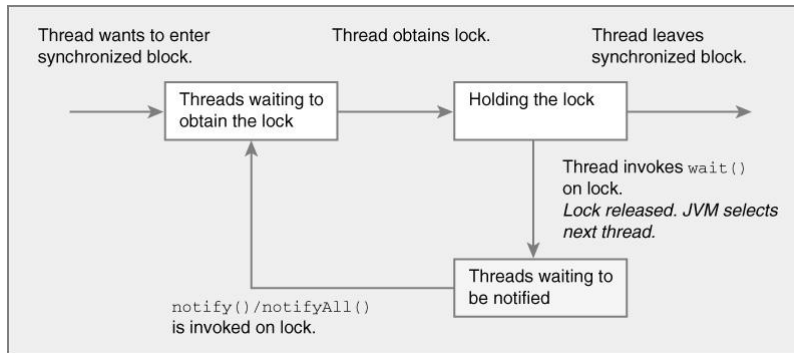 Thread wants to enter
synchronized block.
Thread obtains lock.
Thread leaves
synchronized block.
Threads waiting to
obtain the lock
Holding the lock
Thread invokes wait()
on lock.
Lock released. JVM selects
next thread.
Threads waiting to
be notified
notify()/notifyAll()
is invoked on lock.